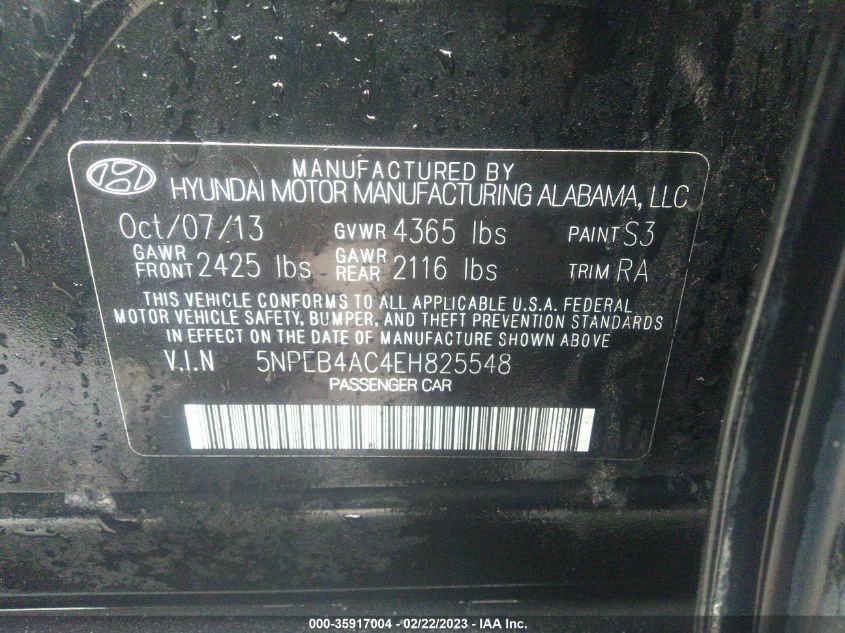 MANUFACTURED BY
HYUNDAI MOTOR MANUFACTURING ALABAMA, LLC
Oct/07/13 GVWR 4365 lbs PAINT S3
GAWR FRONT 2425 lbs GAWR REAR 2116 lbs TRIM RA
THIS VEHICLE CONFORMS TO ALL APPLICABLE U.S.A. FEDERAL
MOTOR VEHICLE SAFETY, BUMPER, AND THEFT PREVENTION STANDARDS
IN EFFECT ON THE DATE OF MANUFACTURE SHOWN ABOVE
V.I.N 5NPEB4AC4EH825548
PASSENGER CAR
000-35917004 - 02/22/2023 - IAA Inc.